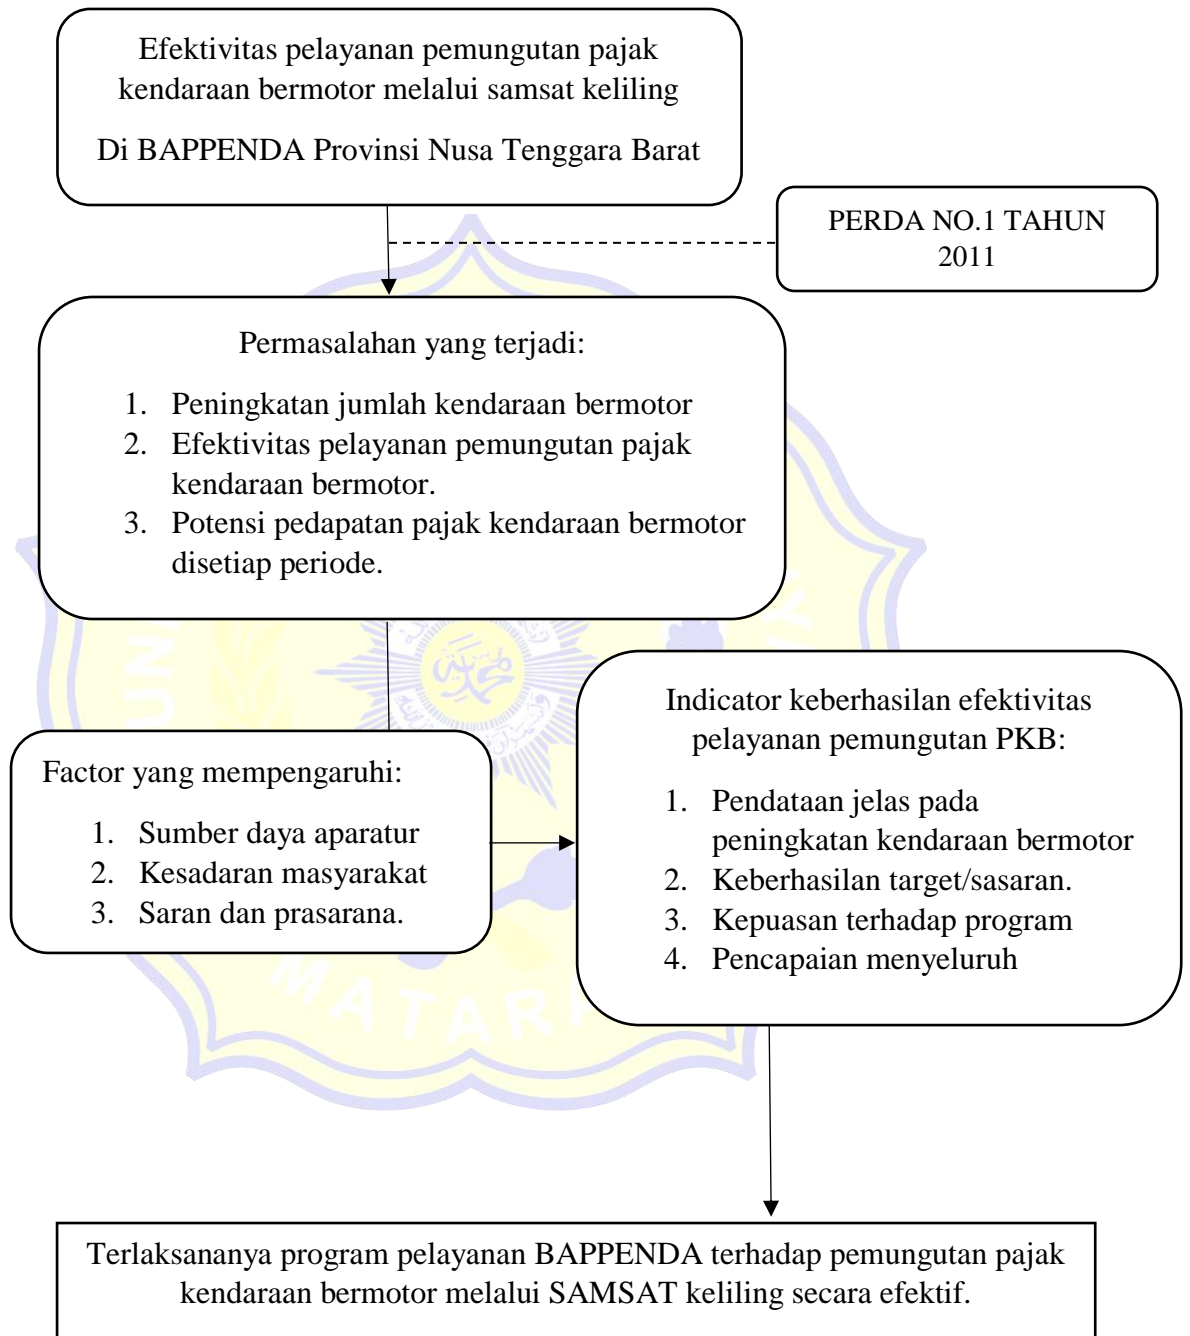 Efektivitas pelayanan pemungutan pajak
kendaraan bermotor melalui samsat keliling
Di BAPPENDA Provinsi Nusa Tenggara Barat
PERDA NO.1 TAHUN
2011
Permasalahan yang terjadi:
1. Peningkatan jumlah kendaraan bermotor
2. Efektivitas pelayanan pemungutan pajak
kendaraan bermotor.
3. Potensi pedapatan pajak kendaraan bermotor
disetiap periode.
Factor yang mempengaruhi:
1. Sumber daya aparatur
2. Kesadaran masyarakat
3. Saran dan prasarana.
Indicator keberhasilan efektivitas
pelayanan pemungutan PKB:
1. Pendataan jelas pada
peningkatan kendaraan bermotor
2. Keberhasilan target/sasaran.
3. Kepuasan terhadap program
4. Pencapaian menyeluruh
Terlaksananya program pelayanan BAPPENDA terhadap pemungutan pajak
kendaraan bermotor melalui SAMSAT keliling secara efektif.